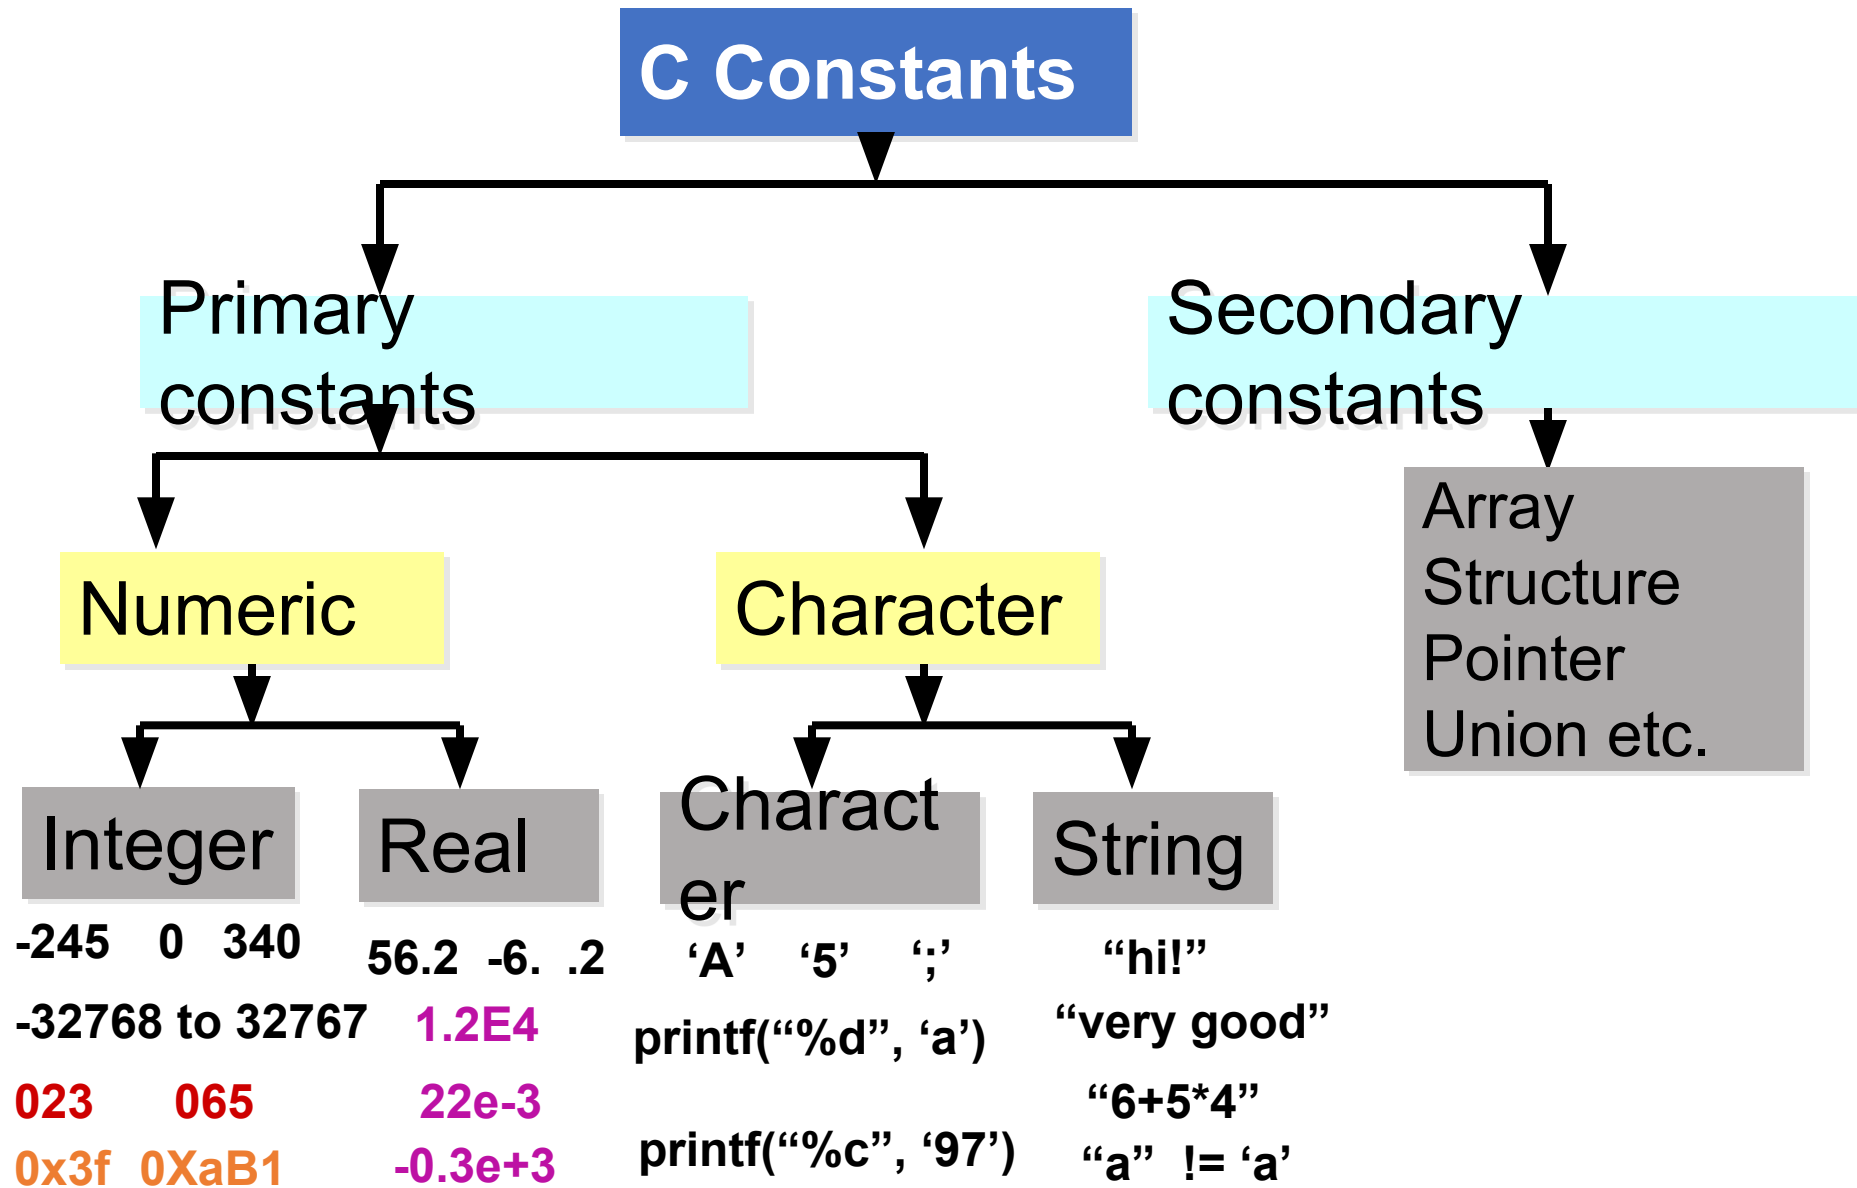 C Constants
Primary
constants
Secondary
constants
Numeric
Character
Array
Structure
Pointer
Union etc.
Integer
Real
Charact
er
String
-245 0 340
56.2 -6. .2
‘A’ ‘5’ ‘;’
“hi!”
-32768 to 32767
1.2E4
printf(“%d”, ‘a’)
“very good”
023 065
22e-3
“6+5*4”
0x3f 0XaB1
-0.3e+3
printf(“%c”, ‘97’)
“a” != ‘a’